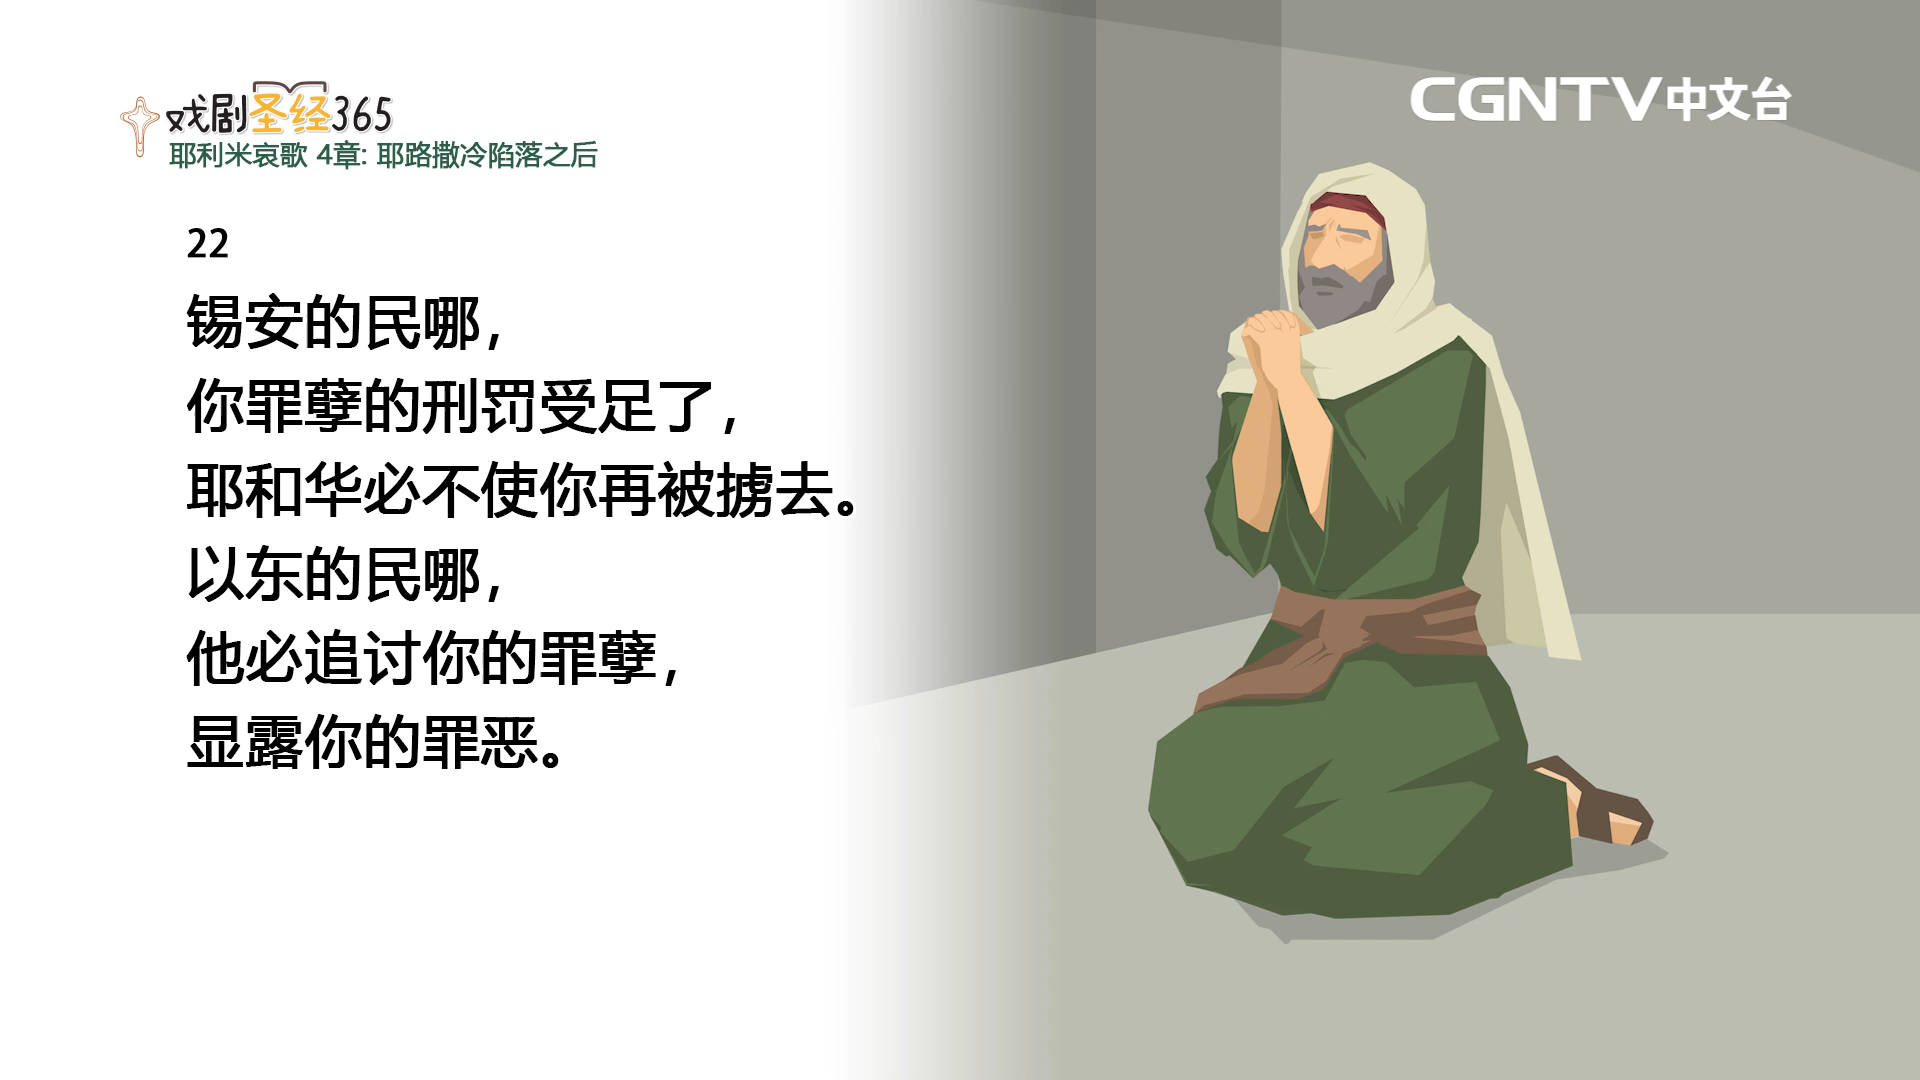 戏剧圣经365
CGNTV中文台
耶利米哀歌 4章: 耶路撒冷陷落之后
22
锡安的民哪，
你罪孽的刑罚受足了，
耶和华必不使你再被掳去。
以东的民哪，
他必追讨你的罪孽，
显露你的罪恶。